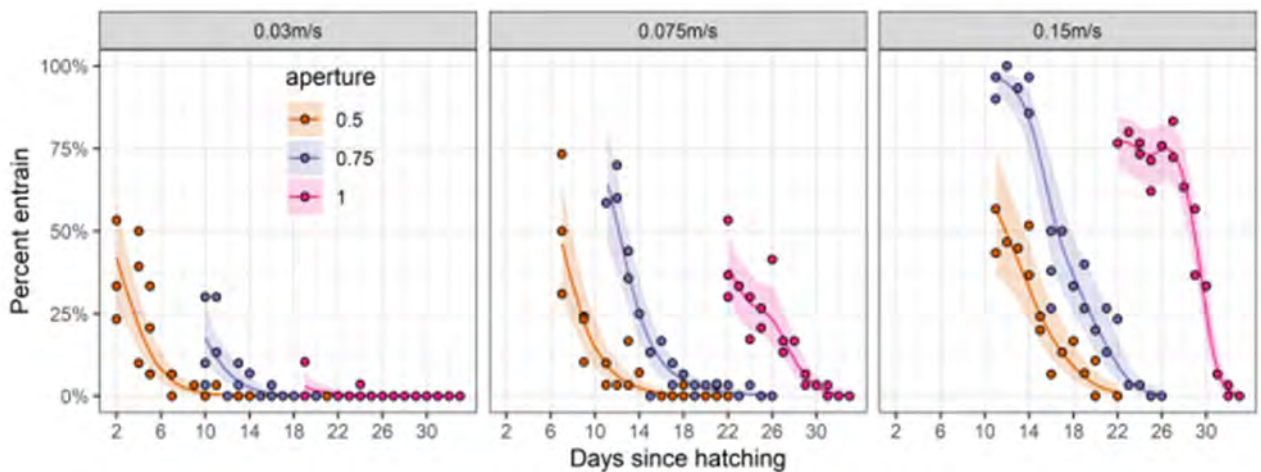 0.03m/s 0.075m/s 0.15m/s
100%
75%
50%
25%
0%
Percent entrain
aperture
0.5
0.75
1
2 6 10 14 18 22 26 30 2 6 10 14 18 22 26 30 2 6 10 14 18 22 26 30
Days since hatching